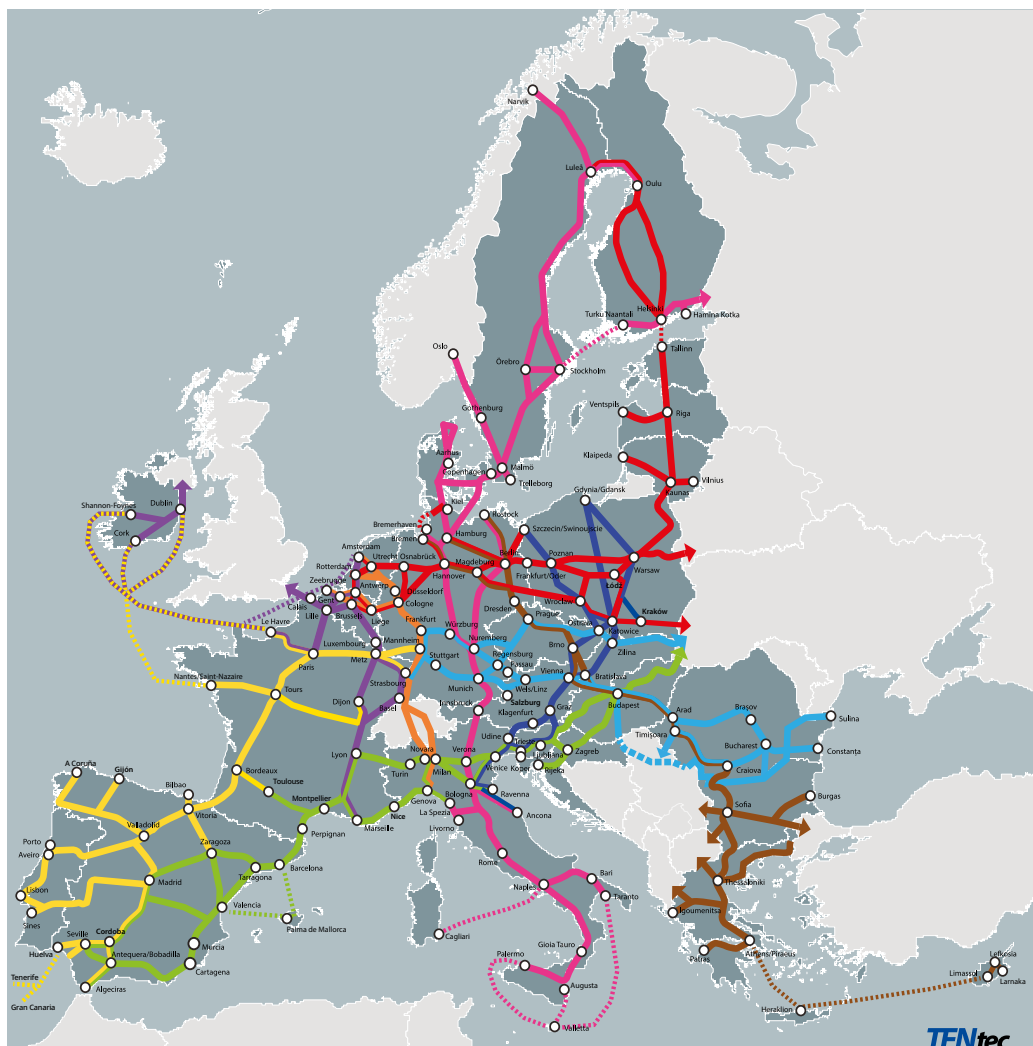 Narvik
Luleå
Oulu
Helsinki
Turku Naantali
Hamina Kotka
Tallinn
Oslo
Örebro
Stockholm
Ventspils
Riga
Gothenburg
Aarhus
Klaipeda
Copenhagen
Malmö
Trelleborg
Kaunas
Vilnius
Gdynia/Gdansk
Shannon-Foynes
Dublin
Kiel
Rostock
Cork
Bremerhaven
Bremen
Hamburg
Szczecin/Swinoujscie
Amsterdam
Berlin
Poznan
Rotterdam
Utrecht
Osnabrück
Hannover
Magdeburg
Frankfurt/Oder
Warsaw
Zeebrugge
Antwerp
Düsseldorf
Łódź
Calais
Gent
Cologne
Dresden
Wroclaw
Lille
Brussels
Liège
Prague
Kraków
Le Havre
Frankfurt
Würzburg
Ostrava
Katowice
Luxembourg
Mannheim
Nuremberg
Brno
Zilina
Paris
Metz
Stuttgart
Regensburg
Passau
Nantes/Saint-Nazaire
Strasbourg
Munich
Wels/Linz
Vienna
Bratislava
Tours
Dijon
Basel
Innsbruck
Salzburg
Klagenfurt
Graz
Budapest
Arad
Braşov
Sulina
Timişoara
Bucharest
Constanţa
Udine
Trieste
Ljubljana
Zagreb
Lyon
Novara
Verona
Turin
Milan
Venice
Koper
Rijeka
Craiova
A Coruña
Gijón
Bordeaux
Toulouse
Bilbao
Genova
Bologna
Ravenna
Sofia
Burgas
Montpellier
Nice
La Spezia
Ancona
Vitoria
Marseille
Livorno
Valladolid
Perpignan
Porto
Aveiro
Zaragoza
Rome
Barcelona
Tarragona
Madrid
Thessaloniki
Naples
Bari
Taranto
Lisbon
Valencia
Igoumenitsa
Sines
Palma de Mallorca
Cagliari
Seville
Cordoba
Murcia
Athens/Piraeus
Huelva
Antequera/Bobadilla
Gioia Tauro
Patras
Palermo
Lefkosia
Tenerife
Cartagena
Limassol
Larnaka
Algeciras
Augusta
Gran Canaria
Heraklion
Valletta
TENtec